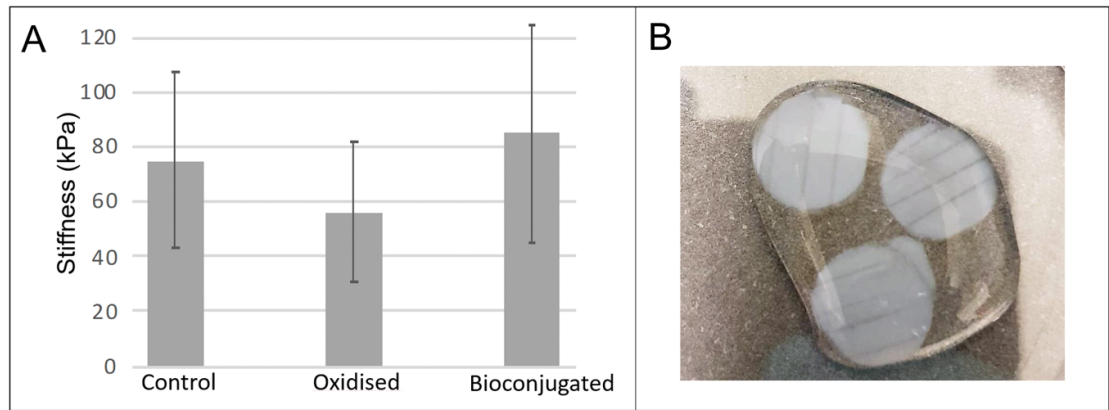 A
Stiffness (kPa)
120
100
80
60
40
20
0
Control
Oxidised
Bioconjugated
B